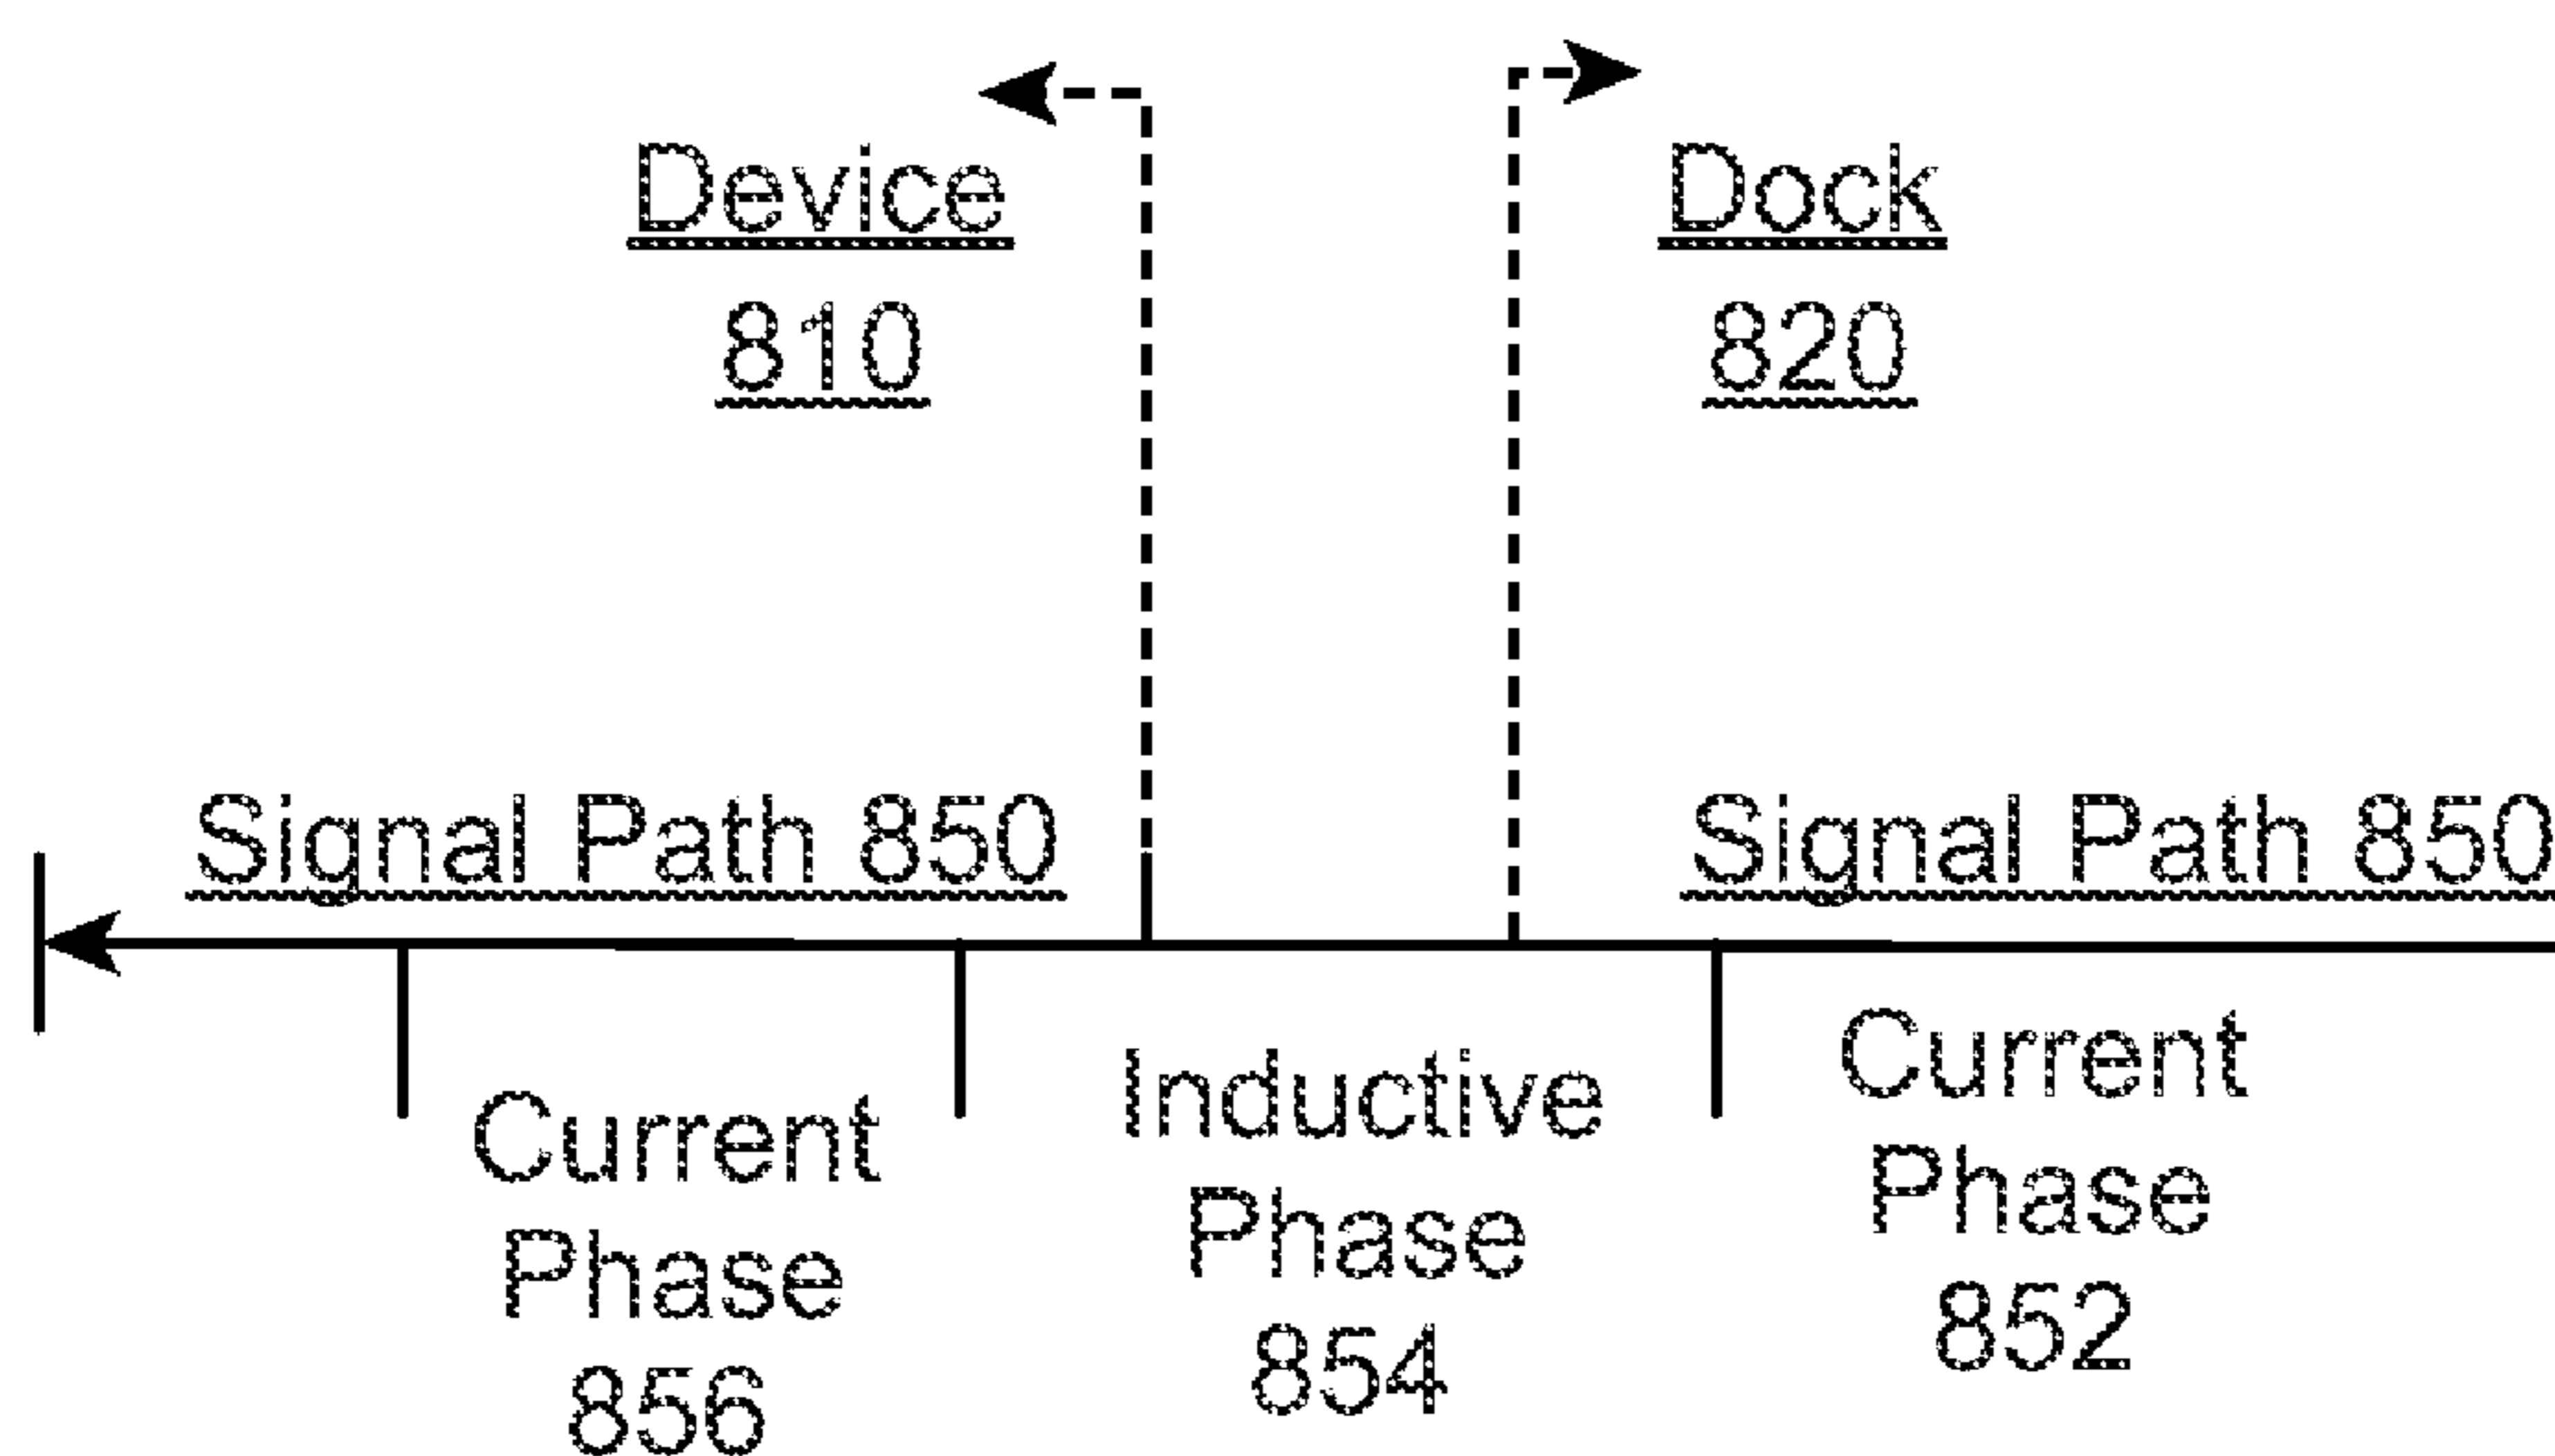 Device
810
Dock
820
Signal Path 850
Signal Path 850
Current
Phase
856
Inductive
Phase
854
Current
Phase
852